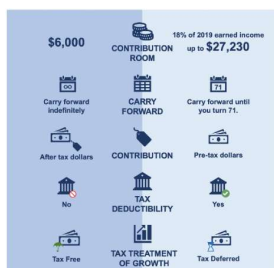 $6,000
CONTRIBUTION
ROOM
18% of 2019 earned income
up to $27,230
∞
71
Carry forward
indefinitely
CARRY
FORWARD
Carry forward until
you turn 71.
After tax dollars
CONTRIBUTION
Pre-tax dollars
No
TAX
DEDUCTIBILITY
Yes
Tax Free
TAX TREATMENT
OF GROWTH
Tax Deferred